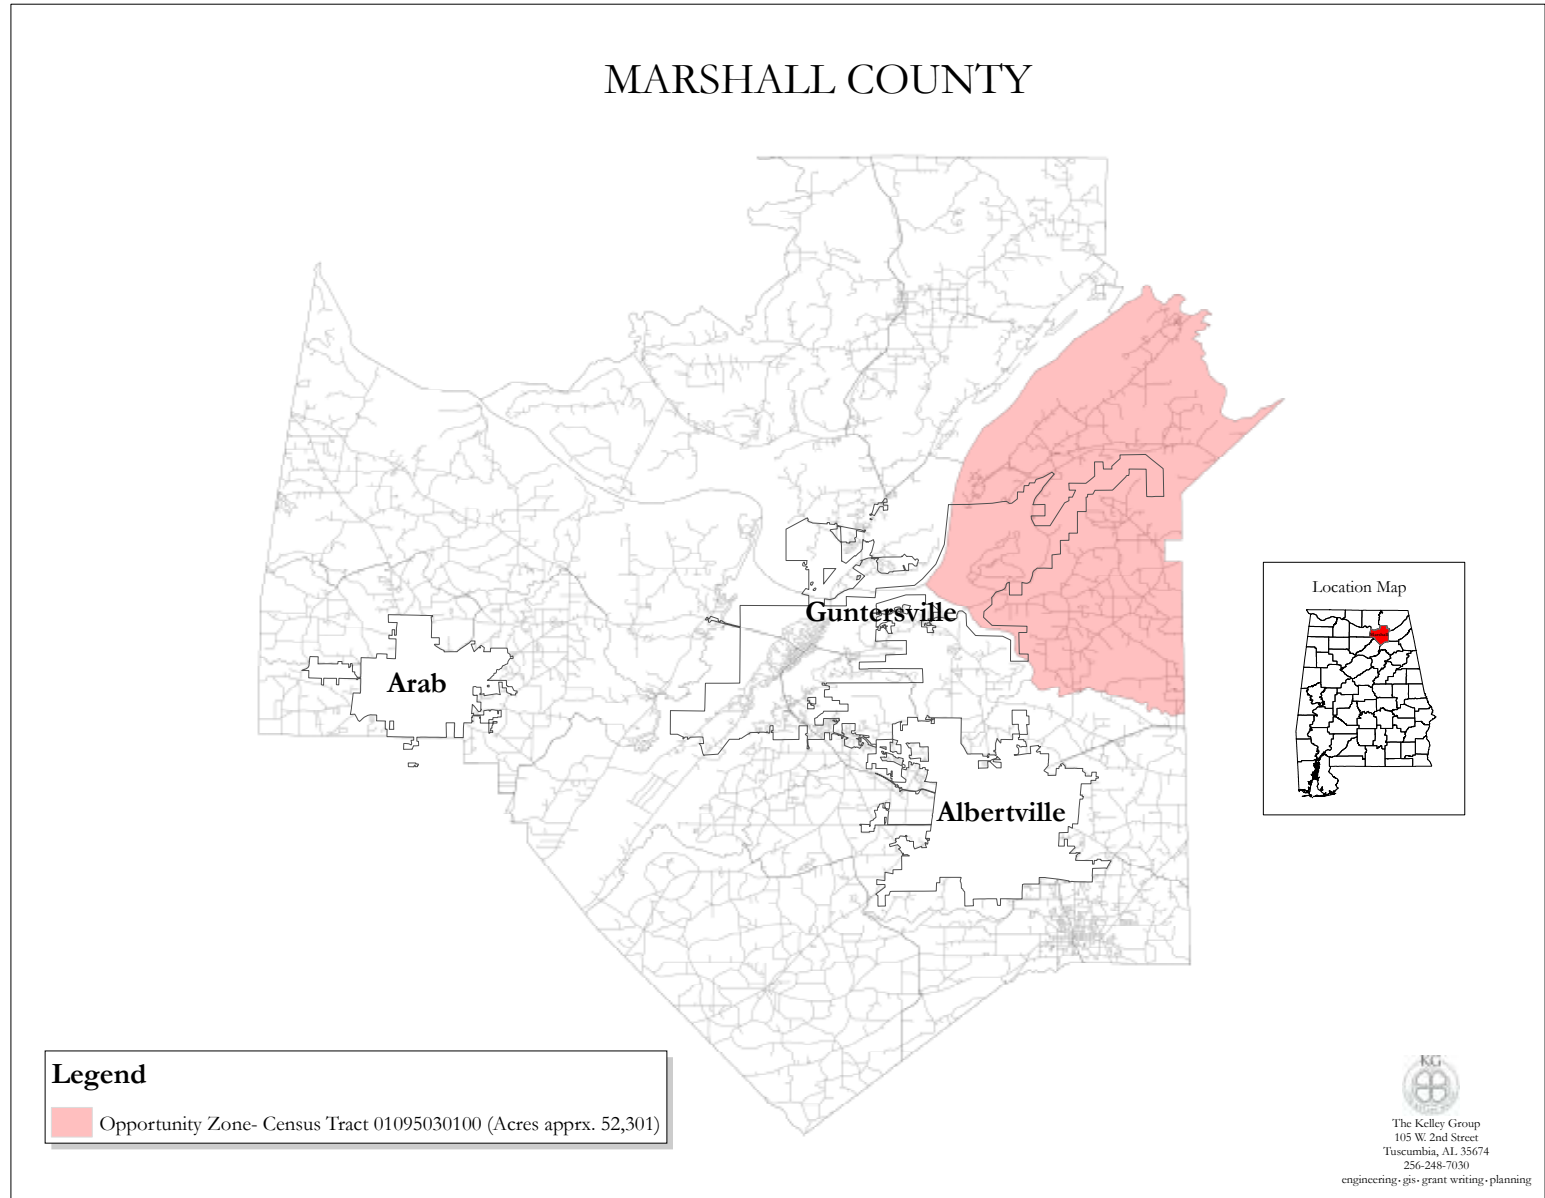 MARSHALL COUNTY
Guntersville
Arab
Albertville
Location Map
Legend
Opportunity Zone- Census Tract 01095030100 (Acres apprx. 52,301)
KG
The Kelley Group
105 W. 2nd Street
Tuscumbia, AL 35674
256-248-7030
engineering · gis · grant writing · planning